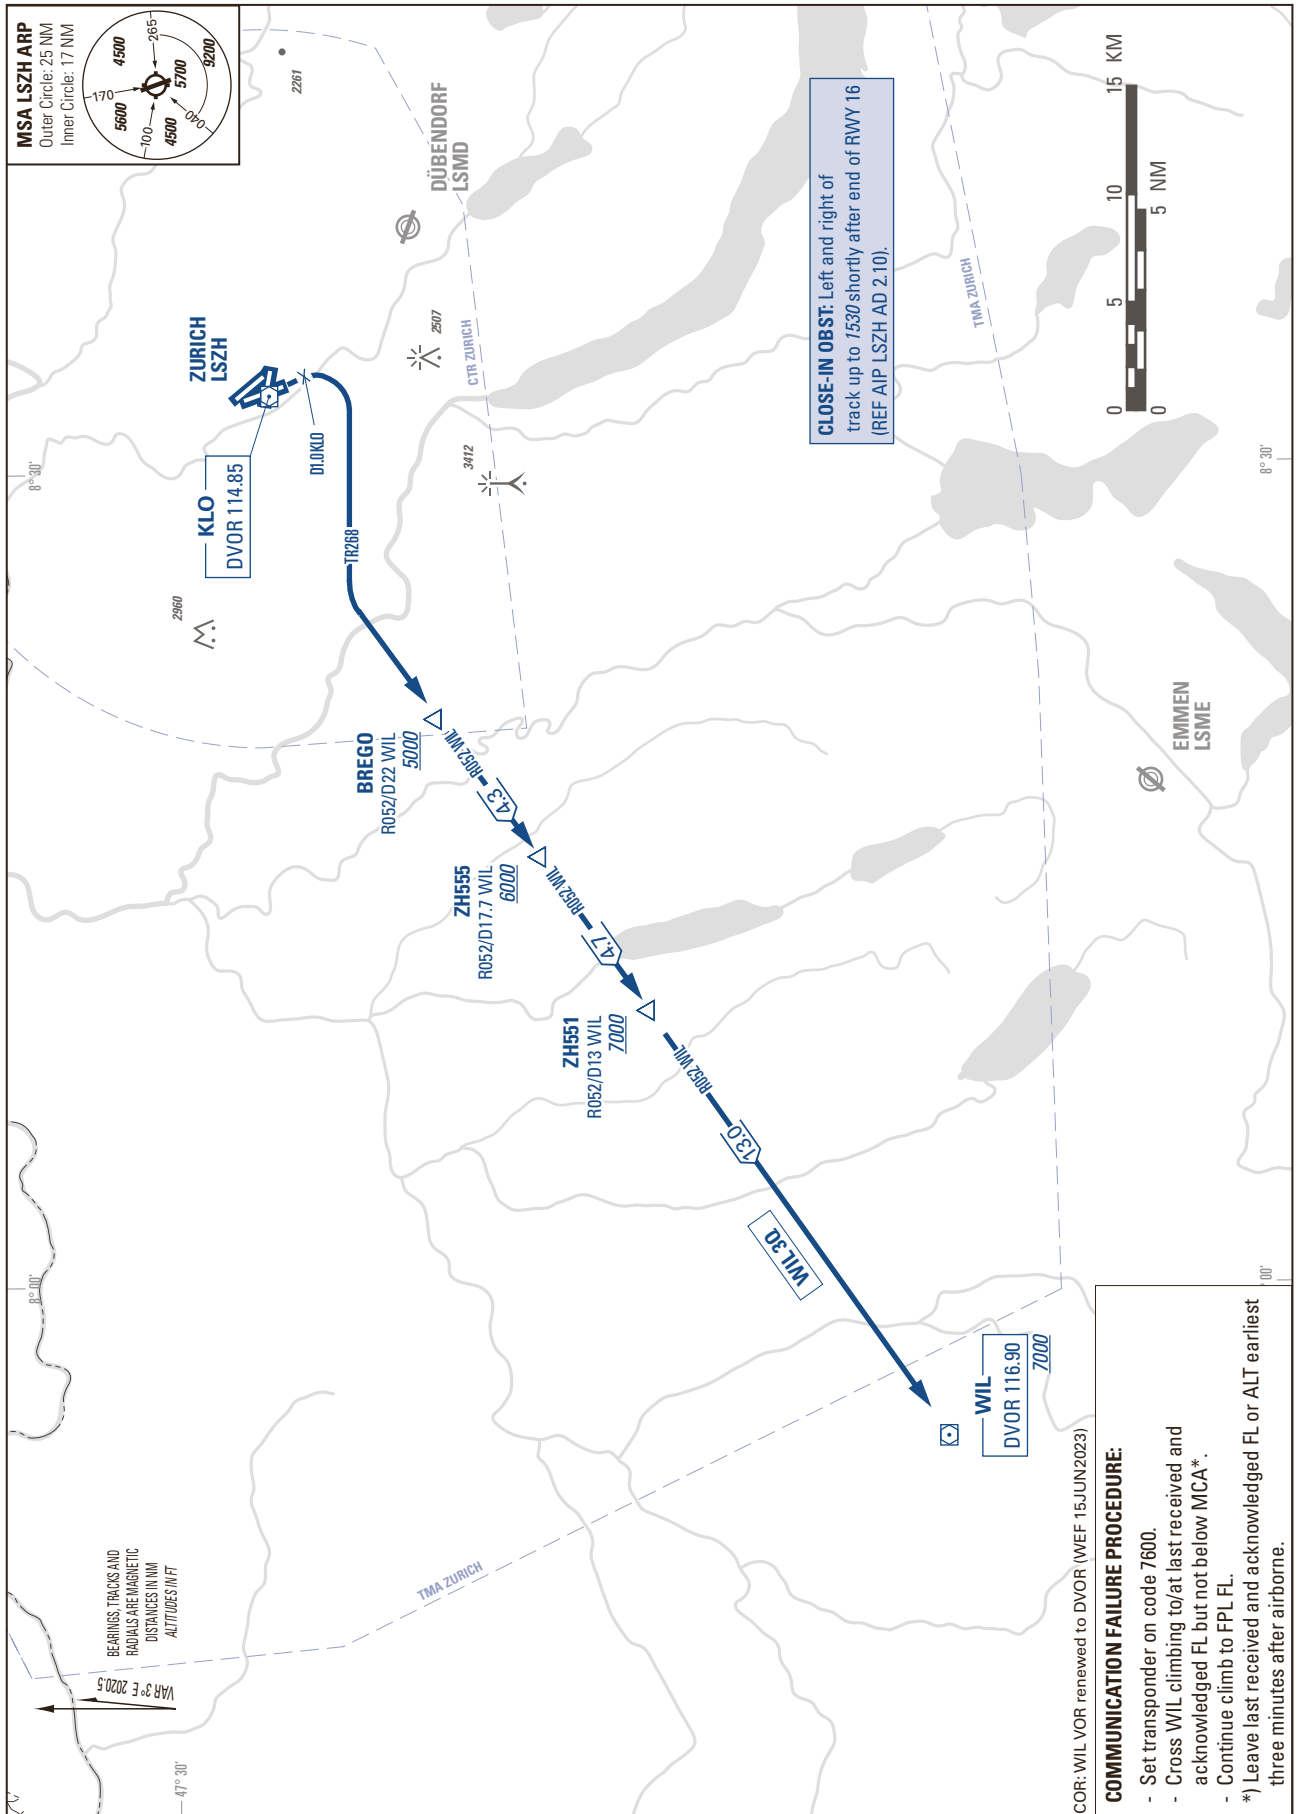 MSA LSZH ARP
Outer Circle: 25 NM
Inner Circle: 17 NM
170
4500
265
5600
5700
9200
100
4500
040
2261
DÜBENDORF
LSMD
ZURICH
LSZH
2507
CTR ZURICH
3412
KLO
DVOR 114.85
D1.0KLO
8° 30'
TR268
2960
CLOSE-IN OBST: Left and right of
track up to 1530 shortly after end of RWY 16
(REF AIP LSZH AD 2.10).
TMA ZURICH
0 5 10 15 KM
0 5 NM
8° 30'
BREGO
R052/D22 WIL
5000
R052 WIL
4.3
ZH555
R052/D17.7 WIL
6000
R052 WIL
4.7
ZH551
R052/D13 WIL
7000
R052 WIL
13.0
WIL 3Q
EMMEN
LSME
8° 00'
00'
WIL
DVOR 116.90
7000
TMA ZURICH
BEARINGS, TRACKS AND
RADIALS ARE MAGNETIC
DISTANCES IN NM
ALTITUDES IN FT
VAR 3° E 2020.5
47° 30'
COR: WIL VOR renewed to DVOR (WEF 15JUN2023)
COMMUNICATION FAILURE PROCEDURE:
- Set transponder on code 7600.
- Cross WIL climbing to/at last received and
acknowledged FL but not below MCA*.
- Continue climb to FPL FL.
*) Leave last received and acknowledged FL or ALT earliest
three minutes after airborne.